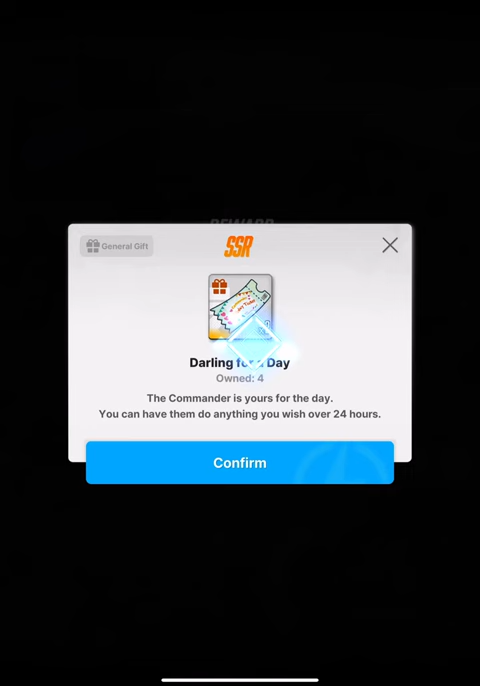 General Gift
SSR
Darling for a Day
Owned: 4
The Commander is yours for the day.
You can have them do anything you wish over 24 hours.
Confirm